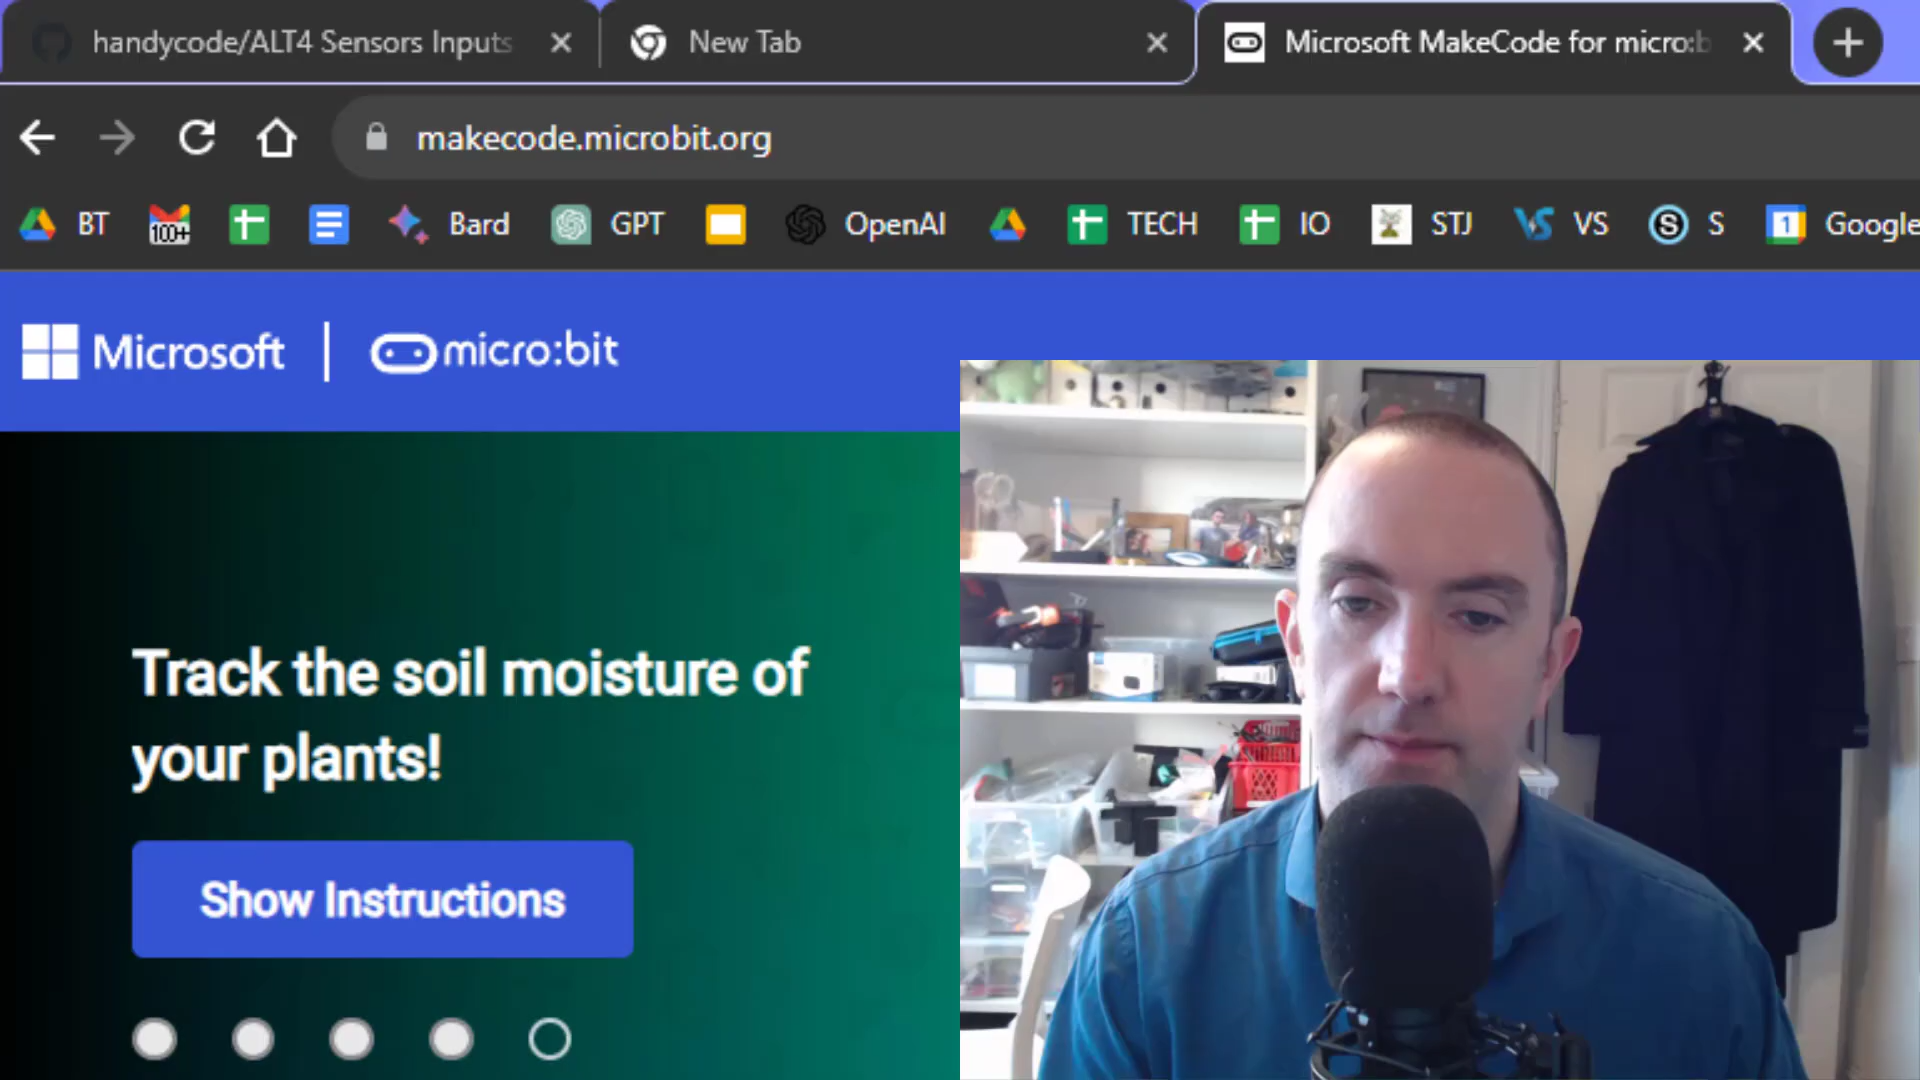 handycode/ALT4 Sensors Inputs
New Tab
Microsoft MakeCode for micro:b
makecode.microbit.org
BT
100+
Bard
GPT
OpenAI
TECH
IO
STJ
VS
S
1
Google
Microsoft | micro:bit
Track the soil moisture of
your plants!
Show Instructions